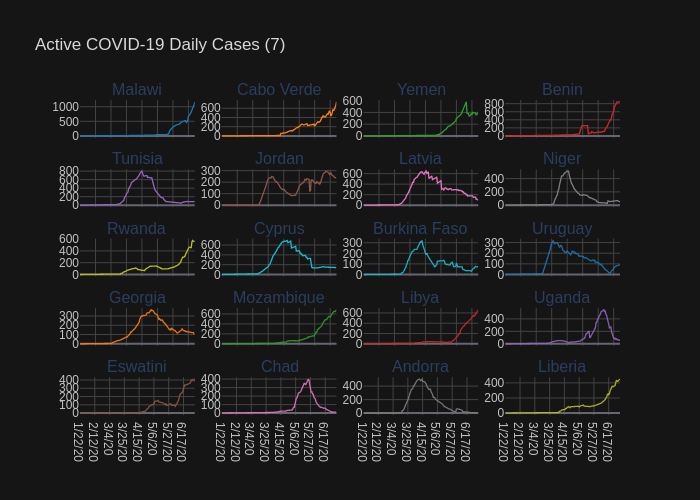 Active COVID-19 Daily Cases (7)
Malawi Cabo Verde Yemen Benin
1000 500 0
600 400 200 0
600 400 200 0
800 600 400 200 0
Tunisia Jordan Latvia Niger
800 600 400 200 0
300 200 100 0
600 400 200 0
400 200 0
Rwanda Cyprus Burkina Faso Uruguay
600 400 200 0
600 400 200 0
300 200 100 0
300 200 100 0
Georgia Mozambique Libya Uganda
300 200 100 0
600 400 200 0
600 400 200 0
400 200 0
Eswatini Chad Andorra Liberia
400 300 200 100 0
400 300 200 100 0
400 200 0
400 200 0
1/22/20 2/12/20 3/4/20 3/25/20 4/15/20 5/6/20 5/27/20 6/17/20
1/22/20 2/12/20 3/4/20 3/25/20 4/15/20 5/6/20 5/27/20 6/17/20
1/22/20 2/12/20 3/4/20 3/25/20 4/15/20 5/6/20 5/27/20 6/17/20
1/22/20 2/12/20 3/4/20 3/25/20 4/15/20 5/6/20 5/27/20 6/17/20